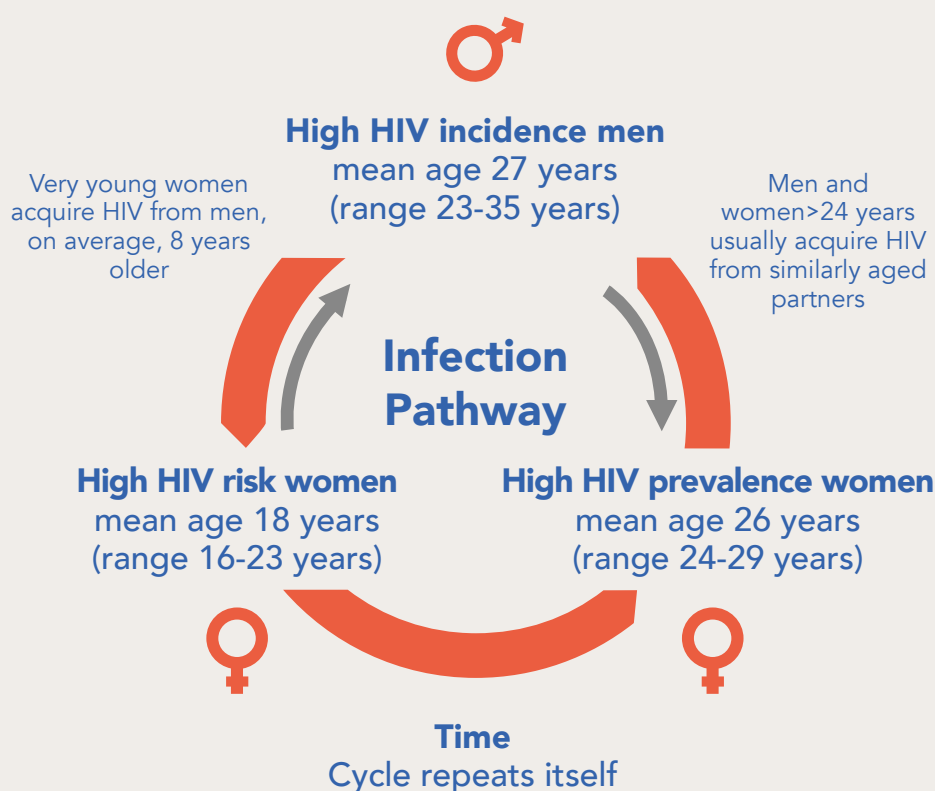 High HIV incidence men
mean age 27 years
(range 23-35 years)
Very young women
acquire HIV from men,
on average, 8 years
older
Men and
women>24 years
usually acquire HIV
from similarly aged
partners
Infection
Pathway
High HIV risk women
mean age 18 years
(range 16-23 years)
High HIV prevalence women
mean age 26 years
(range 24-29 years)
Time
Cycle repeats itself